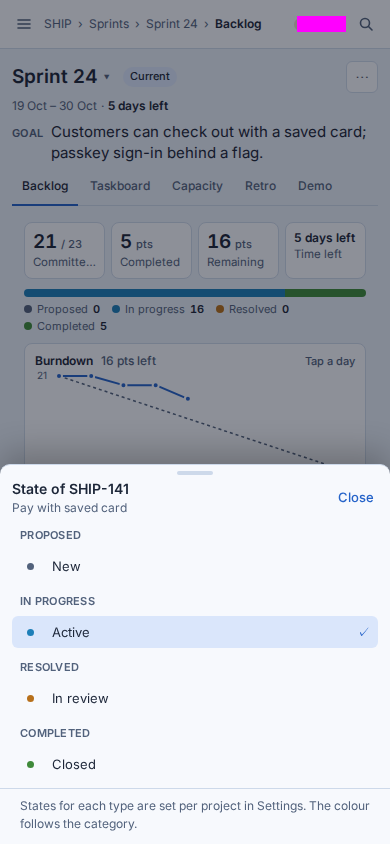 SHIP › Sprints › Sprint 24 › Backlog
Sprint 24 ▾ Current ...
19 Oct – 30 Oct · 5 days left
GOAL Customers can check out with a saved card;
passkey sign-in behind a flag.
Backlog Taskboard Capacity Retro Demo
21 / 23 5 pts 16 pts 5 days left
Committe... Completed Remaining Time left
Proposed 0 In progress 16 Resolved 0
Completed 5
Burndown 16 pts left Tap a day
21
State of SHIP-141
Pay with saved card
Close
PROPOSED
New
IN PROGRESS
Active ✓
RESOLVED
In review
COMPLETED
Closed
States for each type are set per project in Settings. The colour
follows the category.